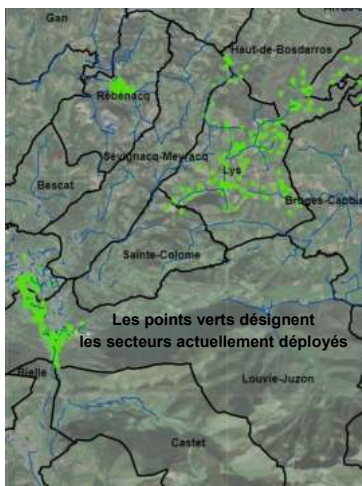 Gan
Haut-de-Bosdarros
Rébénacq
Sévignacq-Meyracq
Lys
Bescat
Bruges-Capbis
Sainte-Colome
Les points verts désignent
les secteurs actuellement déployés
Bielle
Louvie-Juzon
Castet